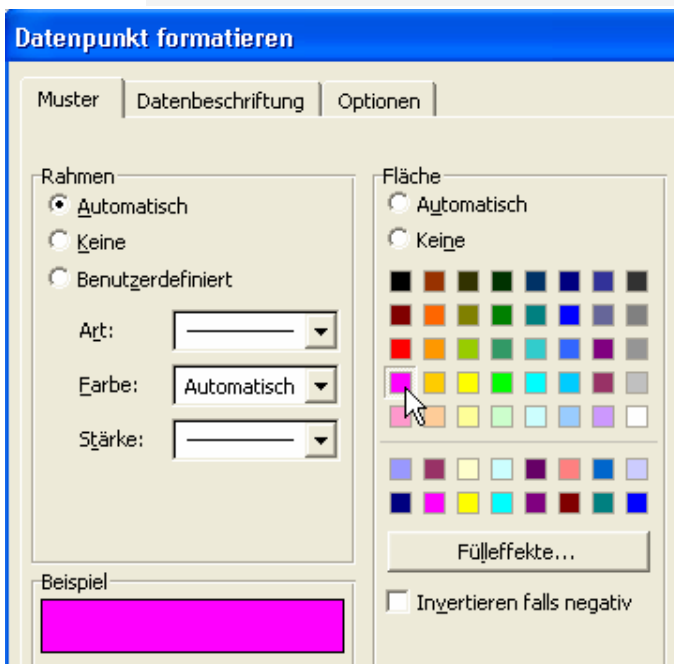 Datenpunkt formatieren
Muster Datenbeschriftung Optionen
Rahmen
Automatisch
Keine
Benutzerdefiniert
Art:
Farbe: Automatisch
Stärke:
Beispiel
Fläche
Automatisch
Keine
Fülleffekte...
Invertieren falls negativ